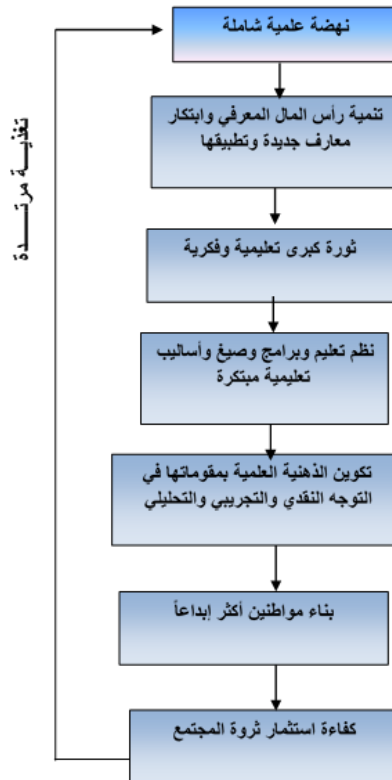 نهضة علمية شاملة
تنمية رأس المال المعرفي وابتكار
معارف جديدة وتطبيقها
ثورة كبرى تعليمية وفكرية
نظم تعليم وبرامج وصيغ وأساليب
تعليمية مبتكرة
تكوين الذهنية العلمية بمقوماتها في
التوجه النقدي والتجريبي والتحليلي
بناء مواطنين أكثر إبداعاً
كفاءة استثمار ثروة المجتمع
تغذيـــة مرتـــــدة